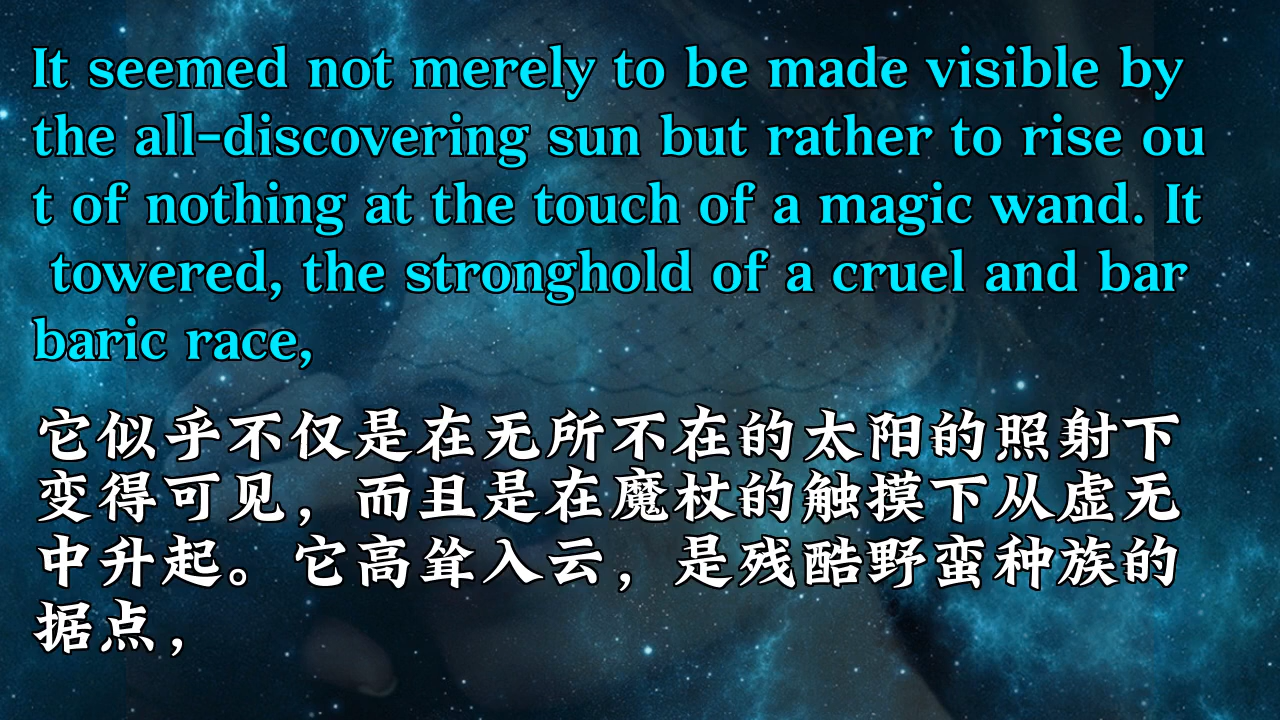 It seemed not merely to be made visible by
the all-discovering sun but rather to rise ou
t of nothing at the touch of a magic wand. It
 towered, the stronghold of a cruel and bar
baric race,
它似乎不仅是在无所不在的太阳的照射下
变得可见，而且是在魔杖的触摸下从虚无
中升起。它高耸入云，是残酷野蛮种族的
据点，